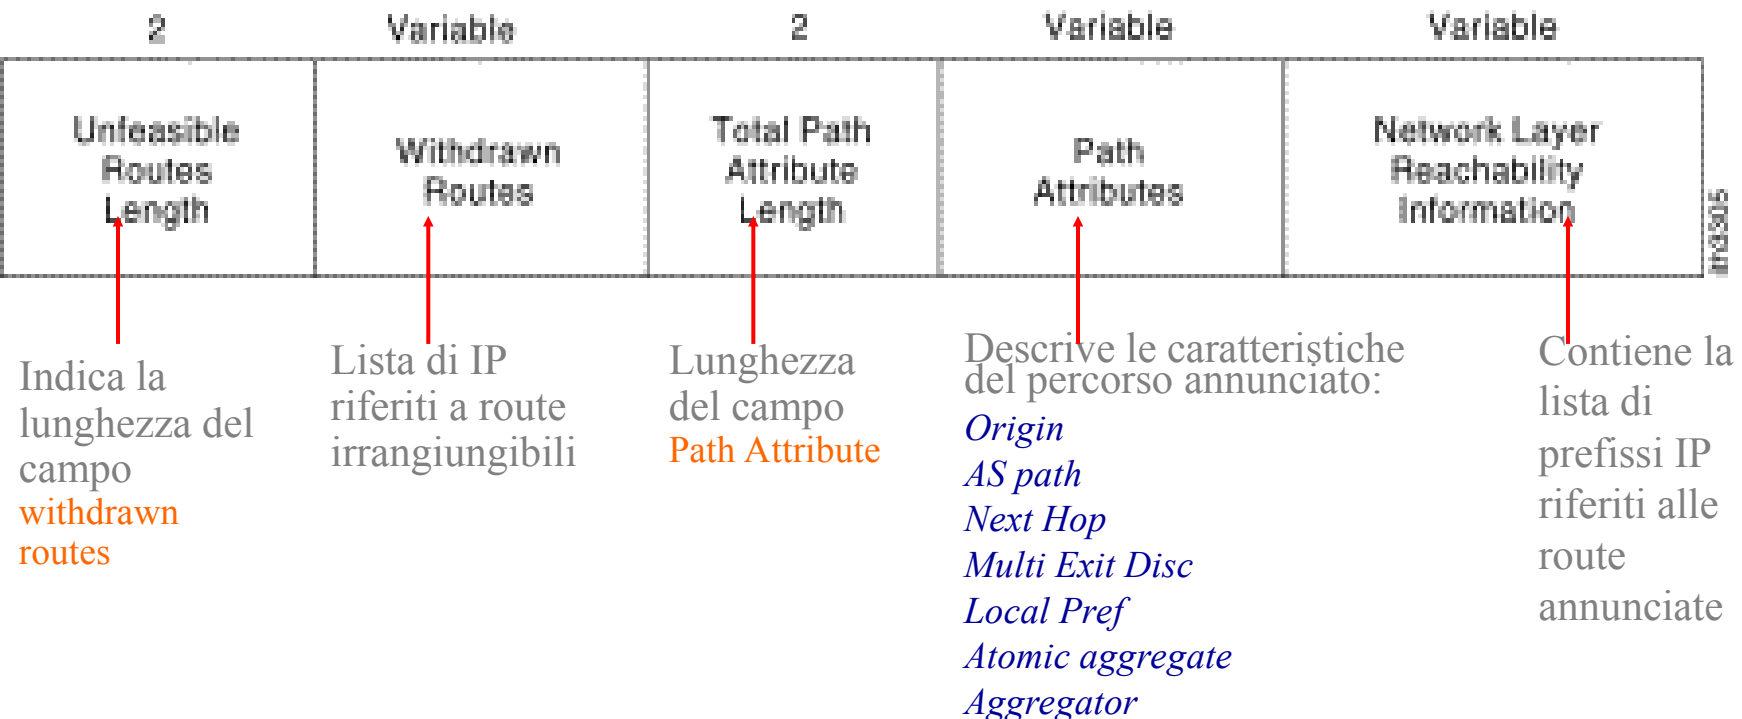 2 Variable 2 Variable Variable
Unfeasible
Routes
Length
Withdrawn
Routes
Total Path
Attribute
Length
Path
Attributes
Network Layer
Reachability
Information
Indica la
lunghezza del
campo
withdrawn
routes
Lista di IP
riferiti a route
irrangiungibili
Lunghezza
del campo
Path Attribute
Descrive le caratteristiche
del percorso annunciato:
Origin
AS path
Next Hop
Multi Exit Disc
Local Pref
Atomic aggregate
Aggregator
Contiene la
lista di
prefissi IP
riferiti alle
route
annunciate